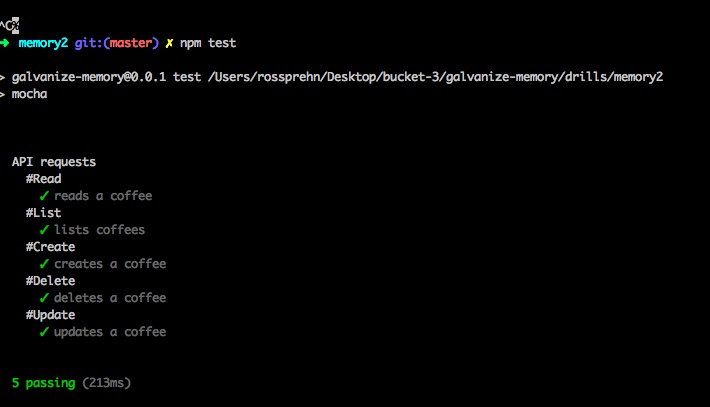 ^C%
➜ memory2 git:(master) ✗ npm test
> galvanize-memory@0.0.1 test /Users/rossprehn/Desktop/bucket-3/galvanize-memory/drills/memory2
> mocha
API requests
#Read
✓ reads a coffee
#List
✓ lists coffees
#Create
✓ creates a coffee
#Delete
✓ deletes a coffee
#Update
✓ updates a coffee
5 passing (213ms)